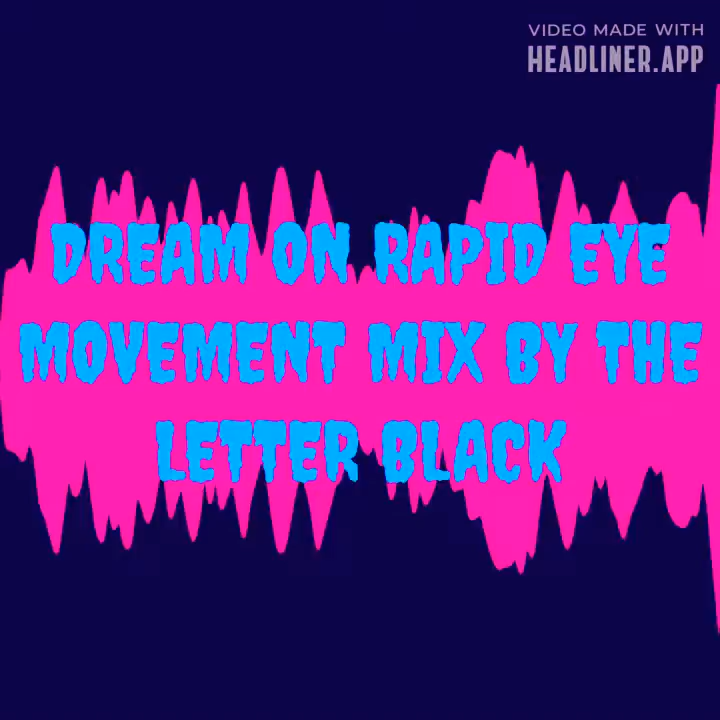 VIDEO MADE WITH
HEADLINER.APP
DREAM ON RAPID EYE
MOVEMENT MIX BY THE
LETTER BLACK